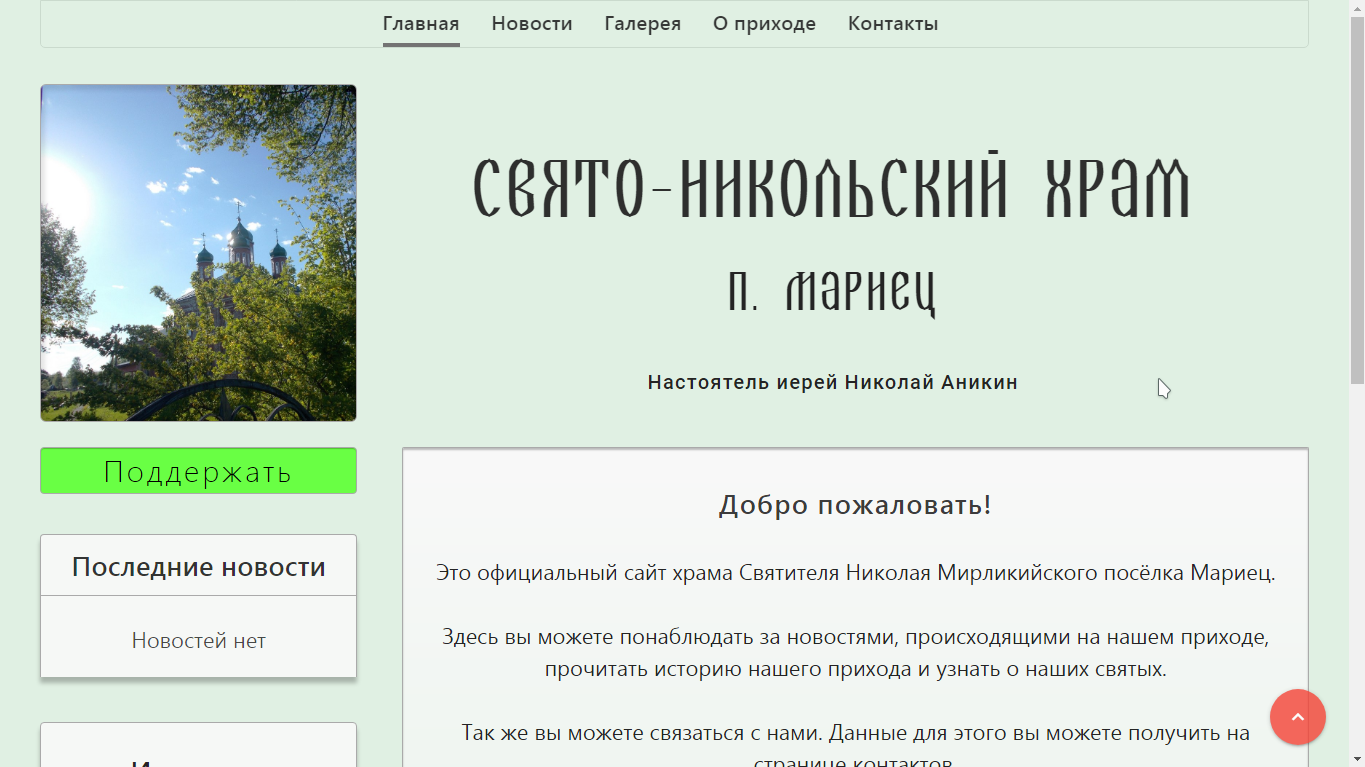 Главная Новости Галерея О приходе Контакты
СВЯТО-НИКОЛЬСКИЙ ХРАМ
П. МАРИЕЦ
Настоятель иерей Николай Аникин
Поддержать
Последние новости
Новостей нет
Добро пожаловать!
Это официальный сайт храма Святителя Николая Мирликийского посёлка Мариец.
Здесь вы можете понаблюдать за новостями, происходящими на нашем приходе,
прочитать историю нашего прихода и узнать о наших святых.
Так же вы можете связаться с нами. Данные для этого вы можете получить на
странице контактов